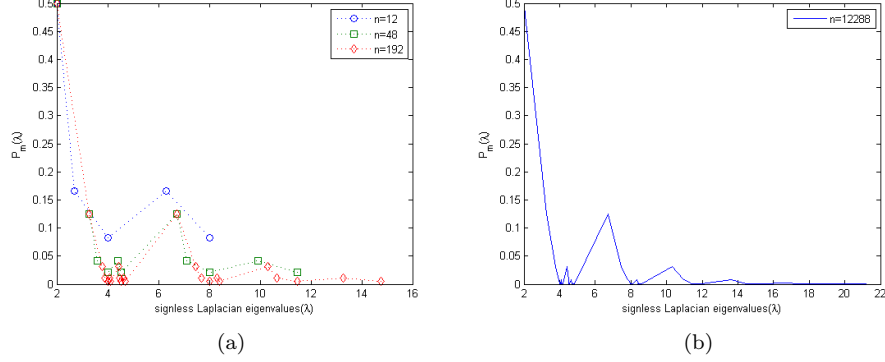 0.5
0.45
0.4
0.35
0.3
0.25
0.2
0.15
0.1
0.05
0
P_m(λ)
n=12
n=48
n=192
2 4 6 8 10 12 14 16
signless Laplacian eigenvalues(λ)
(a)
0.5
0.45
0.4
0.35
0.3
0.25
0.2
0.15
0.1
0.05
0
P_m(λ)
n=12288
2 4 6 8 10 12 14 16 18 20 22
signless Laplacian eigenvalues(λ)
(b)